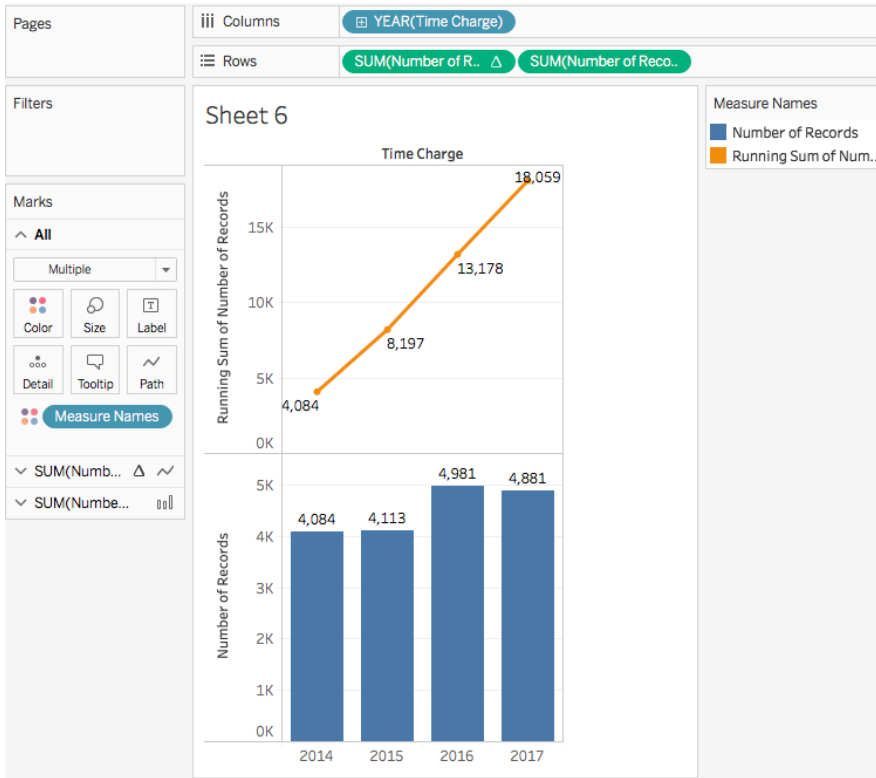 Pages
Columns
YEAR(Time Charge)
Rows
SUM(Number of R.. Δ
SUM(Number of Reco..
Filters
Marks
All
Multiple
Color
Size
Label
Detail
Tooltip
Path
Measure Names
SUM(Numb... Δ
SUM(Numbe...
Sheet 6
Time Charge
Running Sum of Number of Records
15K
10K
5K
0K
18,059
13,178
8,197
4,084
Number of Records
5K
4K
3K
2K
1K
0K
4,084
4,113
4,981
4,881
2014
2015
2016
2017
Measure Names
Number of Records
Running Sum of Num..